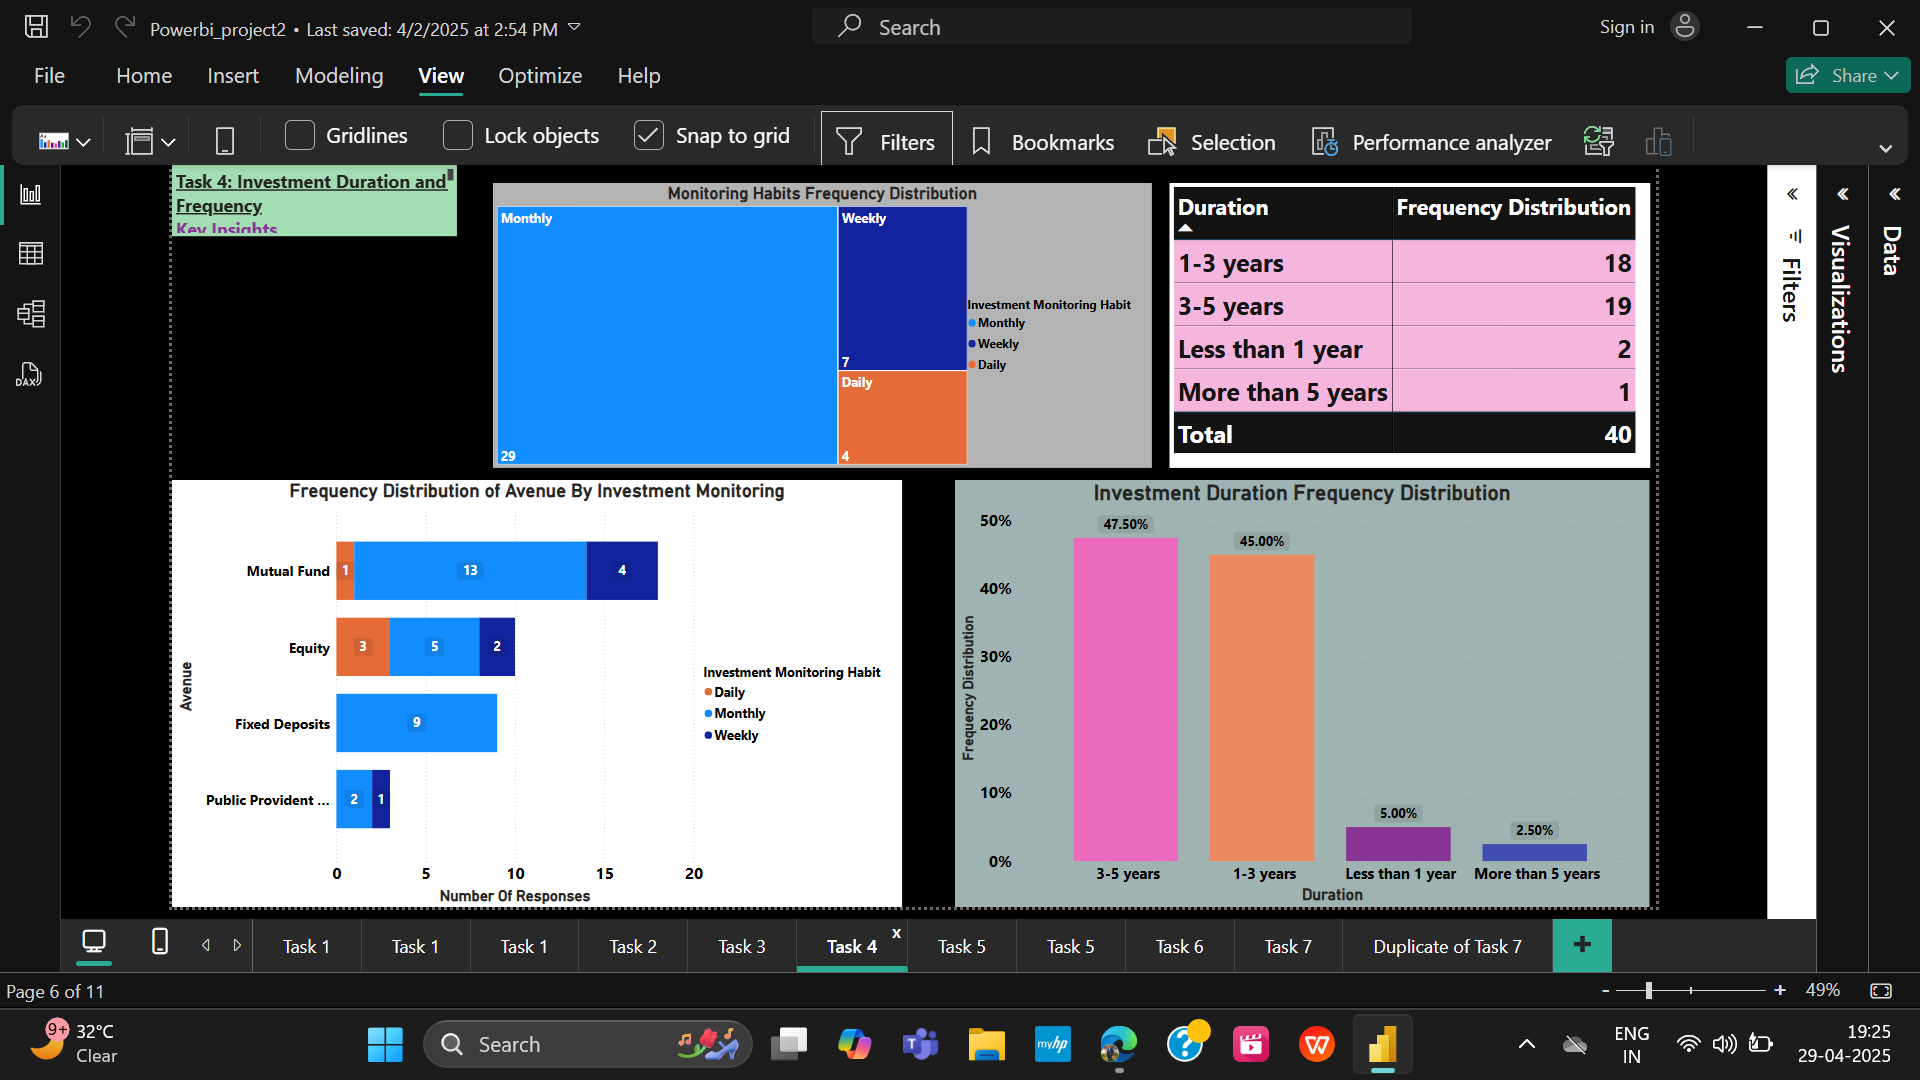 Powerbi_project2 • Last saved: 4/2/2025 at 2:54 PM
Search
Sign in
File
Home
Insert
Modeling
View
Optimize
Help
Share
Gridlines
Lock objects
Snap to grid
Filters
Bookmarks
Selection
Performance analyzer
DAX
Task 4: Investment Duration and
Frequency
Key Insights
Monitoring Habits Frequency Distribution
Monthly
29
Weekly
7
Daily
4
Investment Monitoring Habit
Monthly
Weekly
Daily
Duration Frequency Distribution
1-3 years 18
3-5 years 19
Less than 1 year 2
More than 5 years 1
Total 40
Filters
Visualizations
Data
Frequency Distribution of Avenue By Investment Monitoring
Avenue
Mutual Fund 1 13 4
Equity 3 5 2
Fixed Deposits 9
Public Provident ... 2 1
0 5 10 15 20
Number Of Responses
Investment Monitoring Habit
Daily
Monthly
Weekly
Investment Duration Frequency Distribution
Frequency Distribution
50%
40%
30%
20%
10%
0%
47.50%
45.00%
5.00%
2.50%
3-5 years 1-3 years Less than 1 year More than 5 years
Duration
Task 1
Task 1
Task 1
Task 2
Task 3
Task 4
x
Task 5
Task 5
Task 6
Task 7
Duplicate of Task 7
+
Page 6 of 11
- + 49%
9+
32°C
Clear
Search
T
myhp
?
W
ENG
IN
19:25
29-04-2025